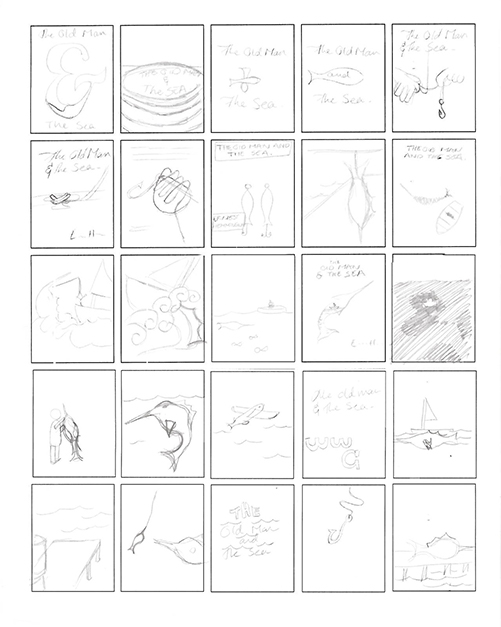 The Old Man
&
The Sea
THE OLD MAN
&
The SEA
The Old Man
The Sea
The Old Man
and
The Sea.
The Old Man
& The Sea.
The Old Man
& The Sea.
L H
THE OLD MAN AND
THE SEA.
ERNEST
HEMINGWAY
THE OLD MAN
AND THE SEA.
THE
OLD MAN
& THE SEA
L H
The old man
& The Sea.
THE
Old Man
and
The Sea